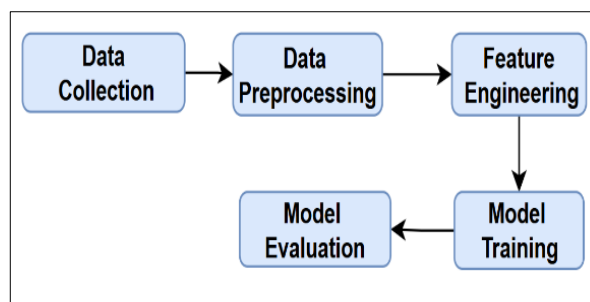 Data
Collection
Data
Preprocessing
Feature
Engineering
Model
Training
Model
Evaluation